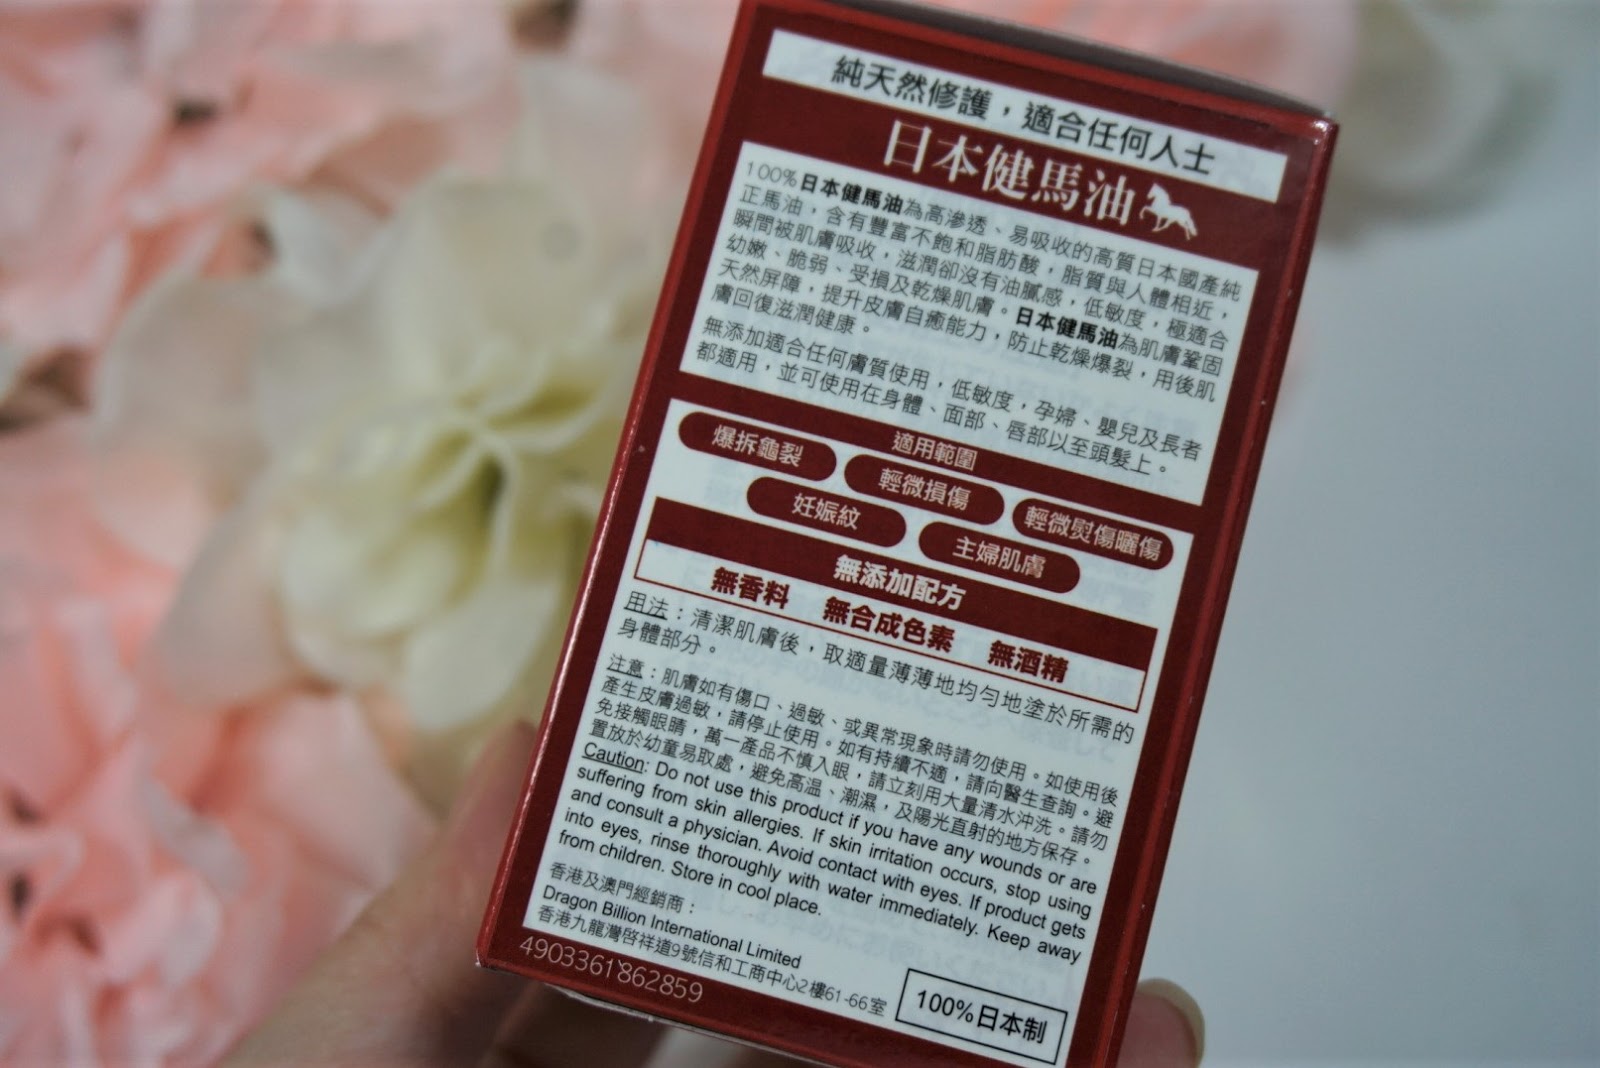 純天然修護，適合任何人士
日本健馬油
100%日本健馬油為高滲透、易吸收的高質日本國產純
正馬油，含有豐富不飽和脂肪酸，脂質與人體相近，
瞬間被肌膚吸收，滋潤卻沒有油膩感，低敏度，極適合
幼嫩、脆弱、受損及乾燥肌膚。日本健馬油為肌膚鞏固
天然屏障，提升皮膚自癒能力，防止乾燥爆裂，用後肌
膚回復滋潤健康。
無添加適合任何膚質使用，低敏度，孕婦、嬰兒及長者
都適用，並可使用在身體、面部、唇部以至頭髮上。
適用範圍
爆拆龜裂
輕微損傷
輕微熨傷曬傷
妊娠紋
主婦肌膚
無添加配方
無香料 無合成色素 無酒精
用法：清潔肌膚後，取適量薄薄地均勻地塗於所需的
身體部分。
注意：肌膚如有傷口、過敏、或異常現象時請勿使用。如使用後
產生皮膚過敏，請停止使用。如有持續不適，請向醫生查詢。避
免接觸眼睛，萬一產品不慎入眼，請立刻用大量清水沖洗。請勿
置放於幼童易取處，避免高温、潮濕，及陽光直射的地方保存。
Caution: Do not use this product if you have any wounds or are
suffering from skin allergies. If skin irritation occurs, stop using
and consult a physician. Avoid contact with eyes. If product gets
into eyes, rinse thoroughly with water immediately. Keep away
from children. Store in cool place.
香港及澳門經銷商：
Dragon Billion International Limited
香港九龍灣啓祥道9號信和工商中心2樓61-66室
4903361862859
100%日本制